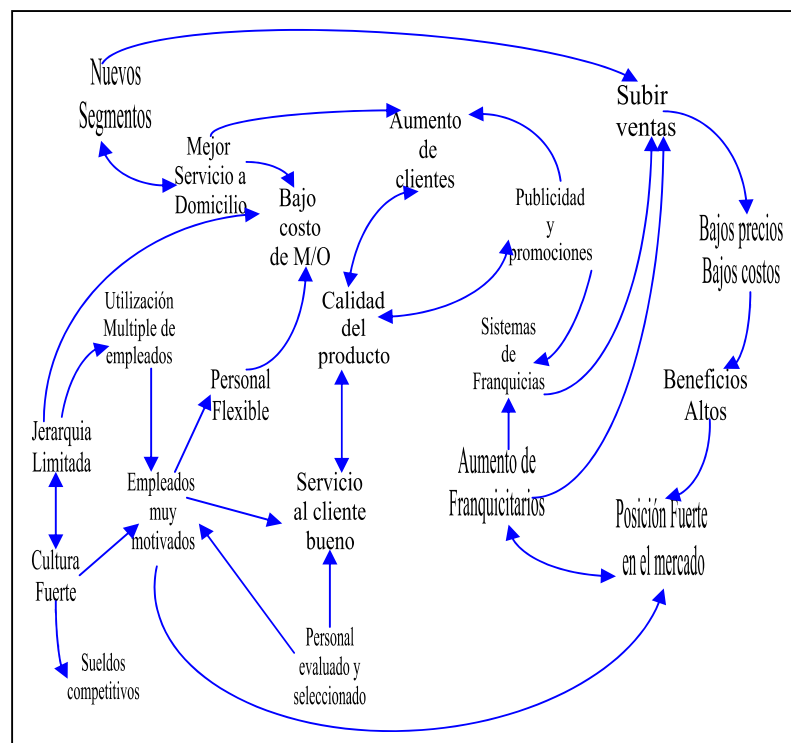 Nuevos
Segmentos
Subir
ventas
Mejor
Servicio a
Domicilio
Aumento
de
clientes
Bajo
costo
de M/O
Publicidad
y
promociones
Bajos precios
Bajos costos
Utilización
Multiple de
empleados
Calidad
del
producto
Sistemas
de
Franquicias
Personal
Flexible
Beneficios
Altos
Jerarquia
Limitada
Empleados
muy
motivados
Servicio
al cliente
bueno
Aumento de
Franquicitarios
Posición Fuerte
en el mercado
Cultura
Fuerte
Sueldos
competitivos
Personal
evaluado y
seleccionado